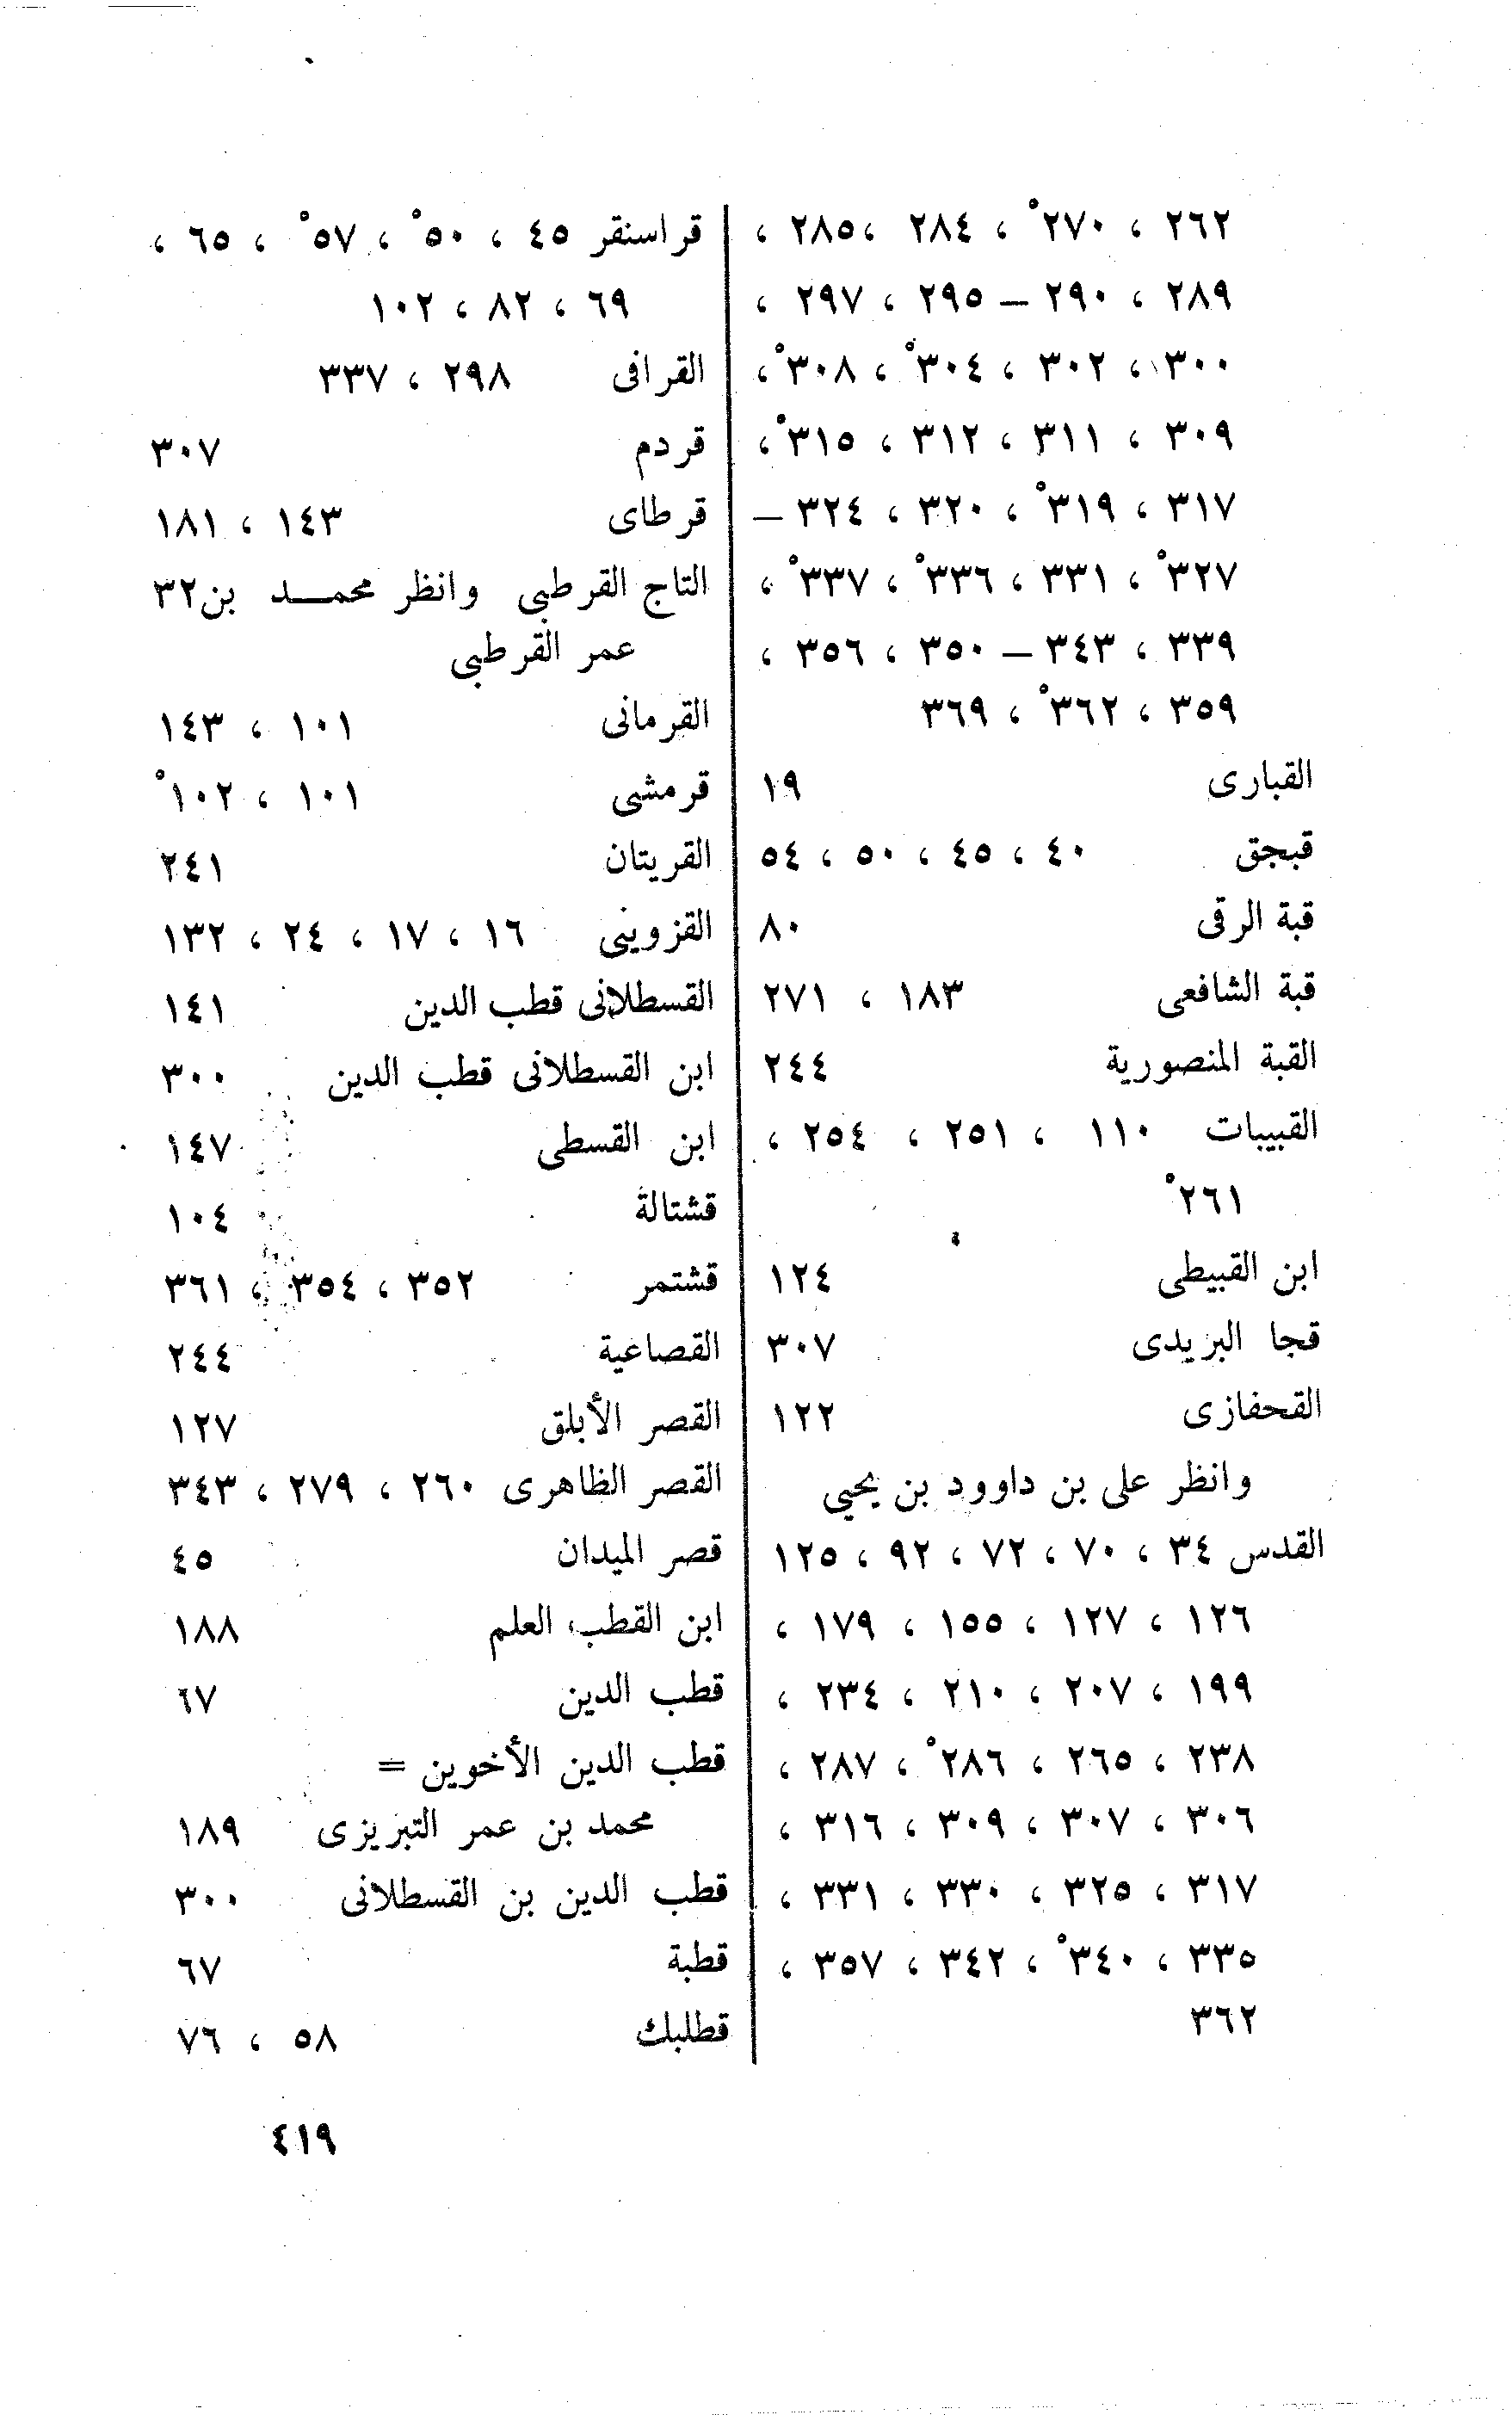 ٢٦٢ ، ٢٧٠° ، ٢٨٤ ،٢٨٥ ،
٢٨٩ ، ٢٩٠ – ٢٩٥ ، ٢٩٧ ،
٣٠٠ ، ٣٠٢ ، ٣٠٤° ، ٣٠٨° ،
٣٠٩ ، ٣١١ ، ٣١٢ ، ٣١٥° ،
٣١٧ ، ٣١٩° ، ٣٢٠ ، ٣٢٤ –
٣٢٧° ، ٣٣١ ، ٣٣٦° ، ٣٣٧° ،
٣٣٩ ، ٣٤٣ – ٣٥٠ ، ٣٥٦ ،
٣٥٩ ، ٣٦٢° ، ٣٦٩
القبارى ١٩
قبجق ٤٠ ، ٤٥ ، ٥٠ ، ٥٤
قبة الرقى ٨٠
قبة الشافعى ١٨٣ ، ٢٧١
القبة المنصورية ٢٤٤
القبيبات ١١٠ ، ٢٥١ ، ٢٥٤ ،
٢٦١°
ابن القبيطى ١٢٤
قجا البريدى ٣٠٧
القحفازى ١٢٢
وانظر على بن داوود بن يحيى
القدس ٣٤ ، ٧٠ ، ٧٢ ، ٩٢ ، ١٢٥
١٢٦ ، ١٢٧ ، ١٥٥ ، ١٧٩ ،
١٩٩ ، ٢٠٧ ، ٢١٠ ، ٢٣٤ ،
٢٣٨ ، ٢٦٥ ، ٢٨٦° ، ٢٨٧ ،
٣٠٦ ، ٣٠٧ ، ٣٠٩ ، ٣١٦ ،
٣١٧ ، ٣٢٥ ، ٣٣٠ ، ٣٣١ ،
٣٣٥ ، ٣٤٠° ، ٣٤٢ ، ٣٥٧ ،
٣٦٢
قراسنقر ٤٥ ، ٥٠° ، ٥٧° ، ٦٥ ،
٦٩ ، ٨٢ ، ١٠٢
القرافى ٢٩٨ ، ٣٣٧
قردم ٣٠٧
قرطاى ١٤٣ ، ١٨١
التاج القرطبى وانظر محمد بن٣٢
عمر القرطبى
القرمانى ١٠١ ، ١٤٣
قرمشى ١٠١ ، ١٠٢°
القريتان ٢٤١
القزوينى ١٦ ، ١٧ ، ٢٤ ، ١٣٢
القسطلانى قطب الدين ١٤١
ابن القسطلانى قطب الدين ٣٠٠
ابن القسطى ١٤٧
قشتالة ١٠٤
قشتمر ٣٥٢ ، ٣٥٤ ، ٣٦١
القصاعية ٢٤٤
القصر الأبلق ١٢٧
القصر الظاهرى ٢٦٠ ، ٢٧٩ ، ٣٤٣
قصر الميدان ٤٥
ابن القطب، العلم ١٨٨
قطب الدين ٦٧
قطب الدين الأخوين =
محمد بن عمر التبريزى ١٨٩
قطب الدين بن القسطلانى ٣٠٠
قطبة ٦٧
قطلبك ٥٨ ، ٧٦
٤١٩